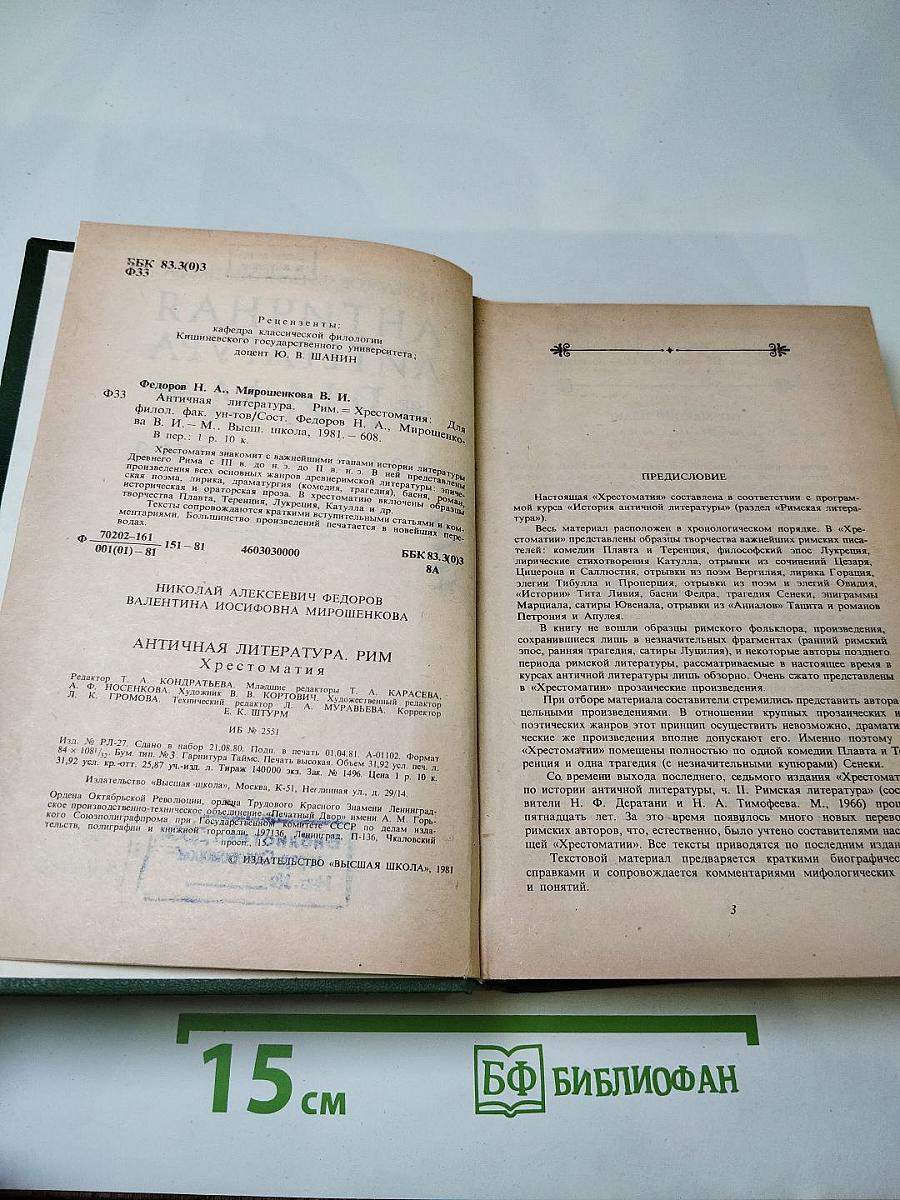 ББК 83.3(0)3
Ф33
Рецензенты:
кафедра классической филологии
Кишиневского государственного университета;
доцент Ю. В. ШАНИН
Федоров Н. А., Мирошенкова В. И.
Ф33 Античная литература. Рим. = Хрестоматия: Для
филол. фак. ун-тов/Сост. Федоров Н. А., Мирошенко-
ва В. И. – М.. Высш. школа, 1981. – 608.
В пер.: 1 р. 10 к.
Хрестоматия знакомит с важнейшими этапами истории литературы
Древнего Рима с III в. до н. э. до II в. н. э. В ней представлены
произведения всех основных жанров древнеримской литературы: эпиче-
ская поэма, лирика, драматургия (комедия, трагедия), басня, роман,
историческая и ораторская проза. В хрестоматию включены образцы
творчества Плавта, Теренция, Лукреция, Катулла и др.
Тексты сопровождаются краткими вступительными статьями и ком-
ментариями. Большинство произведений печатается в новейших пере-
водах.
Ф 70202–161 151–81 4603030000 ББК 83.3(0)3
001(01)–81 8А
НИКОЛАЙ АЛЕКСЕЕВИЧ ФЕДОРОВ
ВАЛЕНТИНА ИОСИФОВНА МИРОШЕНКОВА
АНТИЧНАЯ ЛИТЕРАТУРА. РИМ
Хрестоматия
Редактор Т. А. КОНДРАТЬЕВА. Младшие редакторы Т. А. КАРАСЕВА,
А. Ф. НОСЕНКОВА. Художник В. В. КОРТОВИЧ. Художественный редактор
Л. К. ГРОМОВА. Технический редактор Л. А. МУРАВЬЕВА. Корректор
Е. К. ШТУРМ
ИБ № 2551
Изд. № РЛ-27. Сдано в набор 21.08.80. Подп. в печать 01.04.81. А-01102. Формат
84 × 108 1/32. Бум. тип. №3. Гарнитура Таймс. Печать высокая. Объем 31,92 усл. печ. л.
31,92 усл. кр.-отт. 25,87 уч.-изд. л. Тираж 140000 экз. Зак. № 1496. Цена 1 р. 10 к.
Издательство «Высшая школа», Москва, К-51, Неглинная ул., д. 29/14.
Ордена Октябрьской Революции, ордена Трудового Красного Знамени Ленинград-
ское производственно-техническое объединение «Печатный Двор» имени А. М. Горь-
кого Союзполиграфпрома при Государственном комитете СССР по делам изда-
тельств, полиграфии и книжной торговли. 197136, Ленинград, П-136, Чкаловский
просп., 15.
© ИЗДАТЕЛЬСТВО «ВЫСШАЯ ШКОЛА», 1981
ПРЕДИСЛОВИЕ
Настоящая «Хрестоматия» составлена в соответствии с програм-
мой курса «История античной литературы» (раздел «Римская литера-
тура»).
Весь материал расположен в хронологическом порядке. В «Хре-
стоматии» представлены образцы творчества важнейших римских писа-
телей: комедии Плавта и Теренция, философский эпос Лукреция,
лирические стихотворения Катулла, отрывки из сочинений Цезаря,
Цицерона и Саллюстия, отрывки из поэм Вергилия, лирика Горация,
элегии Тибулла и Проперция, отрывки из поэм и элегий Овидия,
«Истории» Тита Ливия, басни Федра, трагедия Сенеки, эпиграммы
Марциала, сатиры Ювенала, отрывки из «Анналов» Тацита и романов
Петрония и Апулея.
В книгу не вошли образцы римского фольклора, произведения,
сохранившиеся лишь в незначительных фрагментах (ранний римский
эпос, ранняя трагедия, сатиры Луцилия), и некоторые авторы позднего
периода римской литературы, рассматриваемые в настоящее время в
курсах античной литературы лишь обзорно. Очень сжато представлены
в «Хрестоматии» прозаические произведения.
При отборе материала составители стремились представить автора
цельными произведениями. В отношении крупных прозаических и
поэтических жанров этот принцип осуществить невозможно, драмати-
ческие же произведения вполне допускают его. Именно поэтому
«Хрестоматии» помещены полностью по одной комедии Плавта и Те-
ренция и одна трагедия (с незначительными купюрами) Сенеки.
Со времени выхода последнего, седьмого издания «Хрестомат
по истории античной литературы, ч. II. Римская литература» (сос
вители Н. Ф. Дератани и Н. А. Тимофеева. М., 1966) прош
пятнадцать лет. За это время появилось много новых перево
римских авторов, что, естественно, было учтено составителями нас
щей «Хрестоматии». Все тексты приводятся по последним издан
Текстовой материал предваряется краткими биографичес
справками и сопровождается комментариями мифологических
и понятий.
3
15 см
БФ БИБЛИОФАН